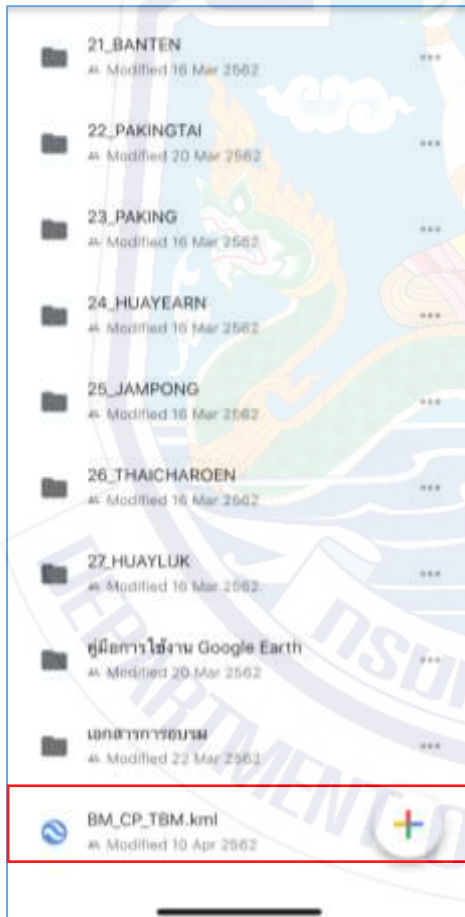 21_BANTEN
Modified 16 Mar 2562
22_PAKINGTAI
Modified 20 Mar 2562
23_PAKING
Modified 16 Mar 2562
24_HUAYEARN
Modified 16 Mar 2562
25_JAMPONG
Modified 16 Mar 2562
26_THAICHAROEN
Modified 16 Mar 2562
27_HUAYLUK
Modified 16 Mar 2562
คู่มือการใช้งาน Google Earth
Modified 20 Mar 2562
เอกสารการอบรม
Modified 22 Mar 2562
BM_CP_TBM.kml
Modified 10 Apr 2562